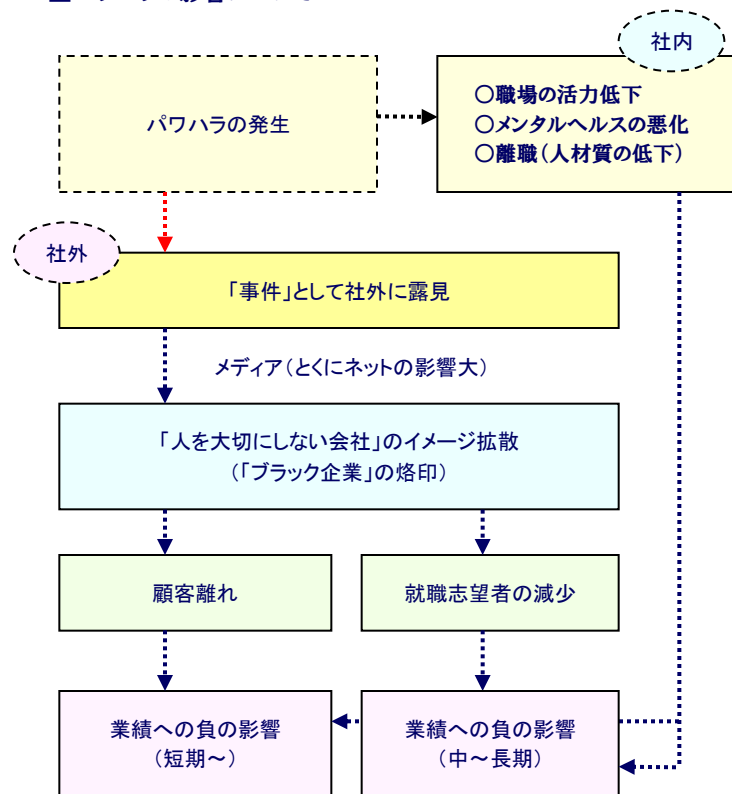 社内
パワハラの発生
○職場の活力低下
○メンタルヘルスの悪化
○離職(人材質の低下)
社外
「事件」として社外に露見
メディア(とくにネットの影響大)
「人を大切にしない会社」のイメージ拡散
(「ブラック企業」の烙印)
顧客離れ
就職志望者の減少
業績への負の影響
(短期～)
業績への負の影響
(中～長期)